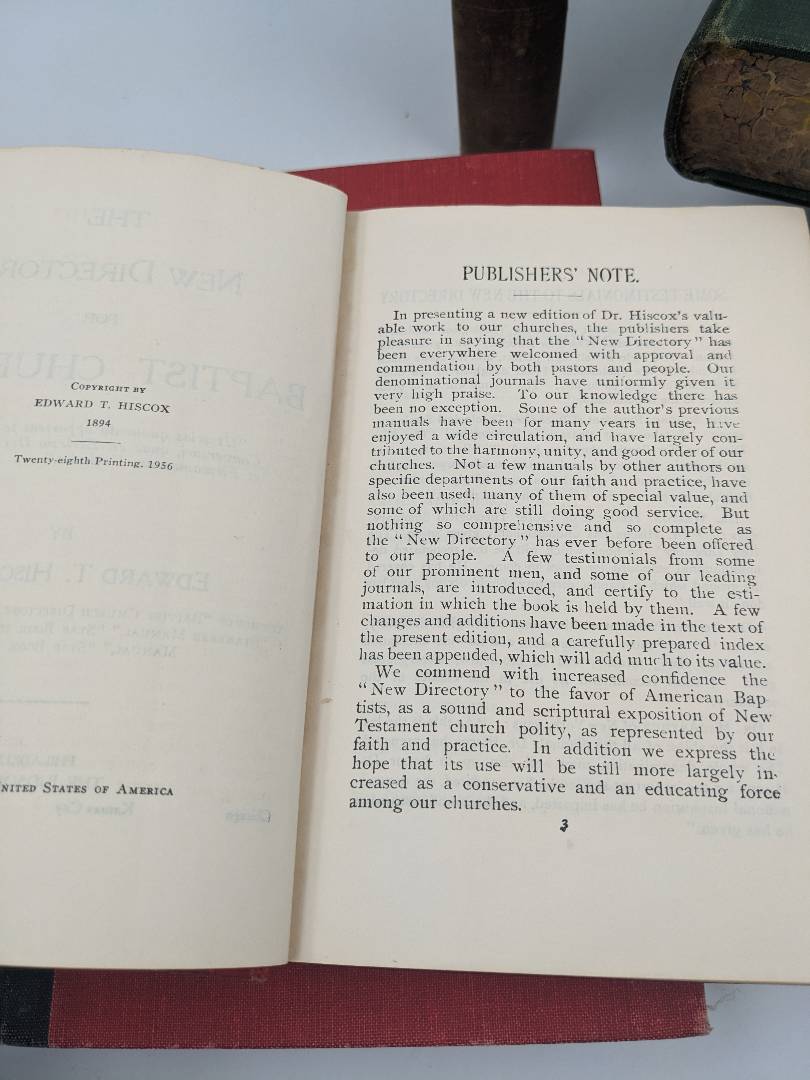 COPYRIGHT BY
EDWARD T. HISCOX
1894
Twenty-eighth Printing, 1956
UNITED STATES OF AMERICA
PUBLISHERS' NOTE.
In presenting a new edition of Dr. Hiscox's valu-
able work to our churches, the publishers take
pleasure in saying that the "New Directory" has
been everywhere welcomed with approval and
commendation by both pastors and people. Our
denominational journals have uniformly given it
very high praise. To our knowledge there has
been no exception. Some of the author's previous
manuals have been for many years in use, have
enjoyed a wide circulation, and have largely con-
tributed to the harmony, unity, and good order of our
churches. Not a few manuals by other authors on
specific departments of our faith and practice, have
also been used, many of them of special value, and
some of which are still doing good service. But
nothing so comprehensive and so complete as
the "New Directory" has ever before been offered
to our people. A few testimonials from some
of our prominent men, and some of our leading
journals, are introduced, and certify to the esti-
mation in which the book is held by them. A few
changes and additions have been made in the text of
the present edition, and a carefully prepared index
has been appended, which will add much to its value.
We commend with increased confidence the
"New Directory" to the favor of American Bap
tists, as a sound and scriptural exposition of New
Testament church polity, as represented by our
faith and practice. In addition we express the
hope that its use will be still more largely in-
creased as a conservative and an educating force
among our churches.
3